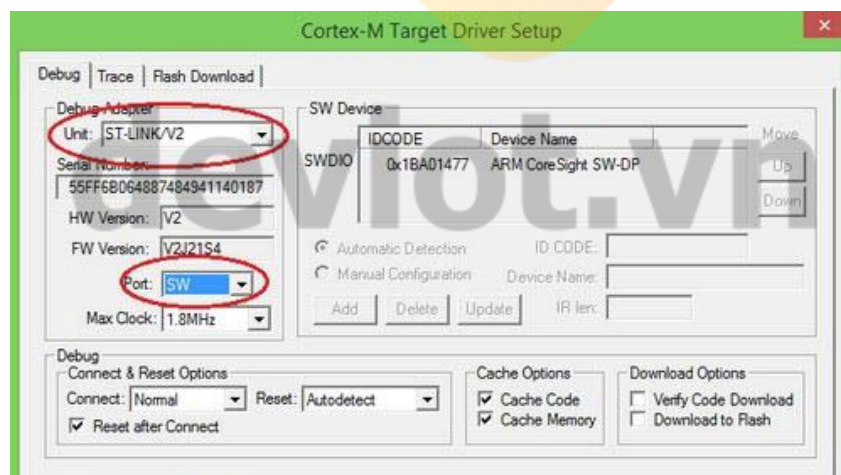 Cortex-M Target Driver Setup
Debug Trace Flash Download
Debug Adapter
Unit: ST-LINK/V2
Serial Number:
55FF6B064887484941140187
HW Version: V2
FW Version: V2J21S4
Port: SW
Max Clock: 1.8MHz
SW Device
IDCODE Device Name
SWDIO 0x1BA01477 ARM CoreSight SW-DP
Move
Up
Down
Automatic Detection ID CODE:
Manual Configuration Device Name:
Add Delete Update IR len:
Debug
Connect & Reset Options
Connect: Normal Reset: Autodetect
Reset after Connect
Cache Options
Cache Code
Cache Memory
Download Options
Verify Code Download
Download to Flash
deviot.vn